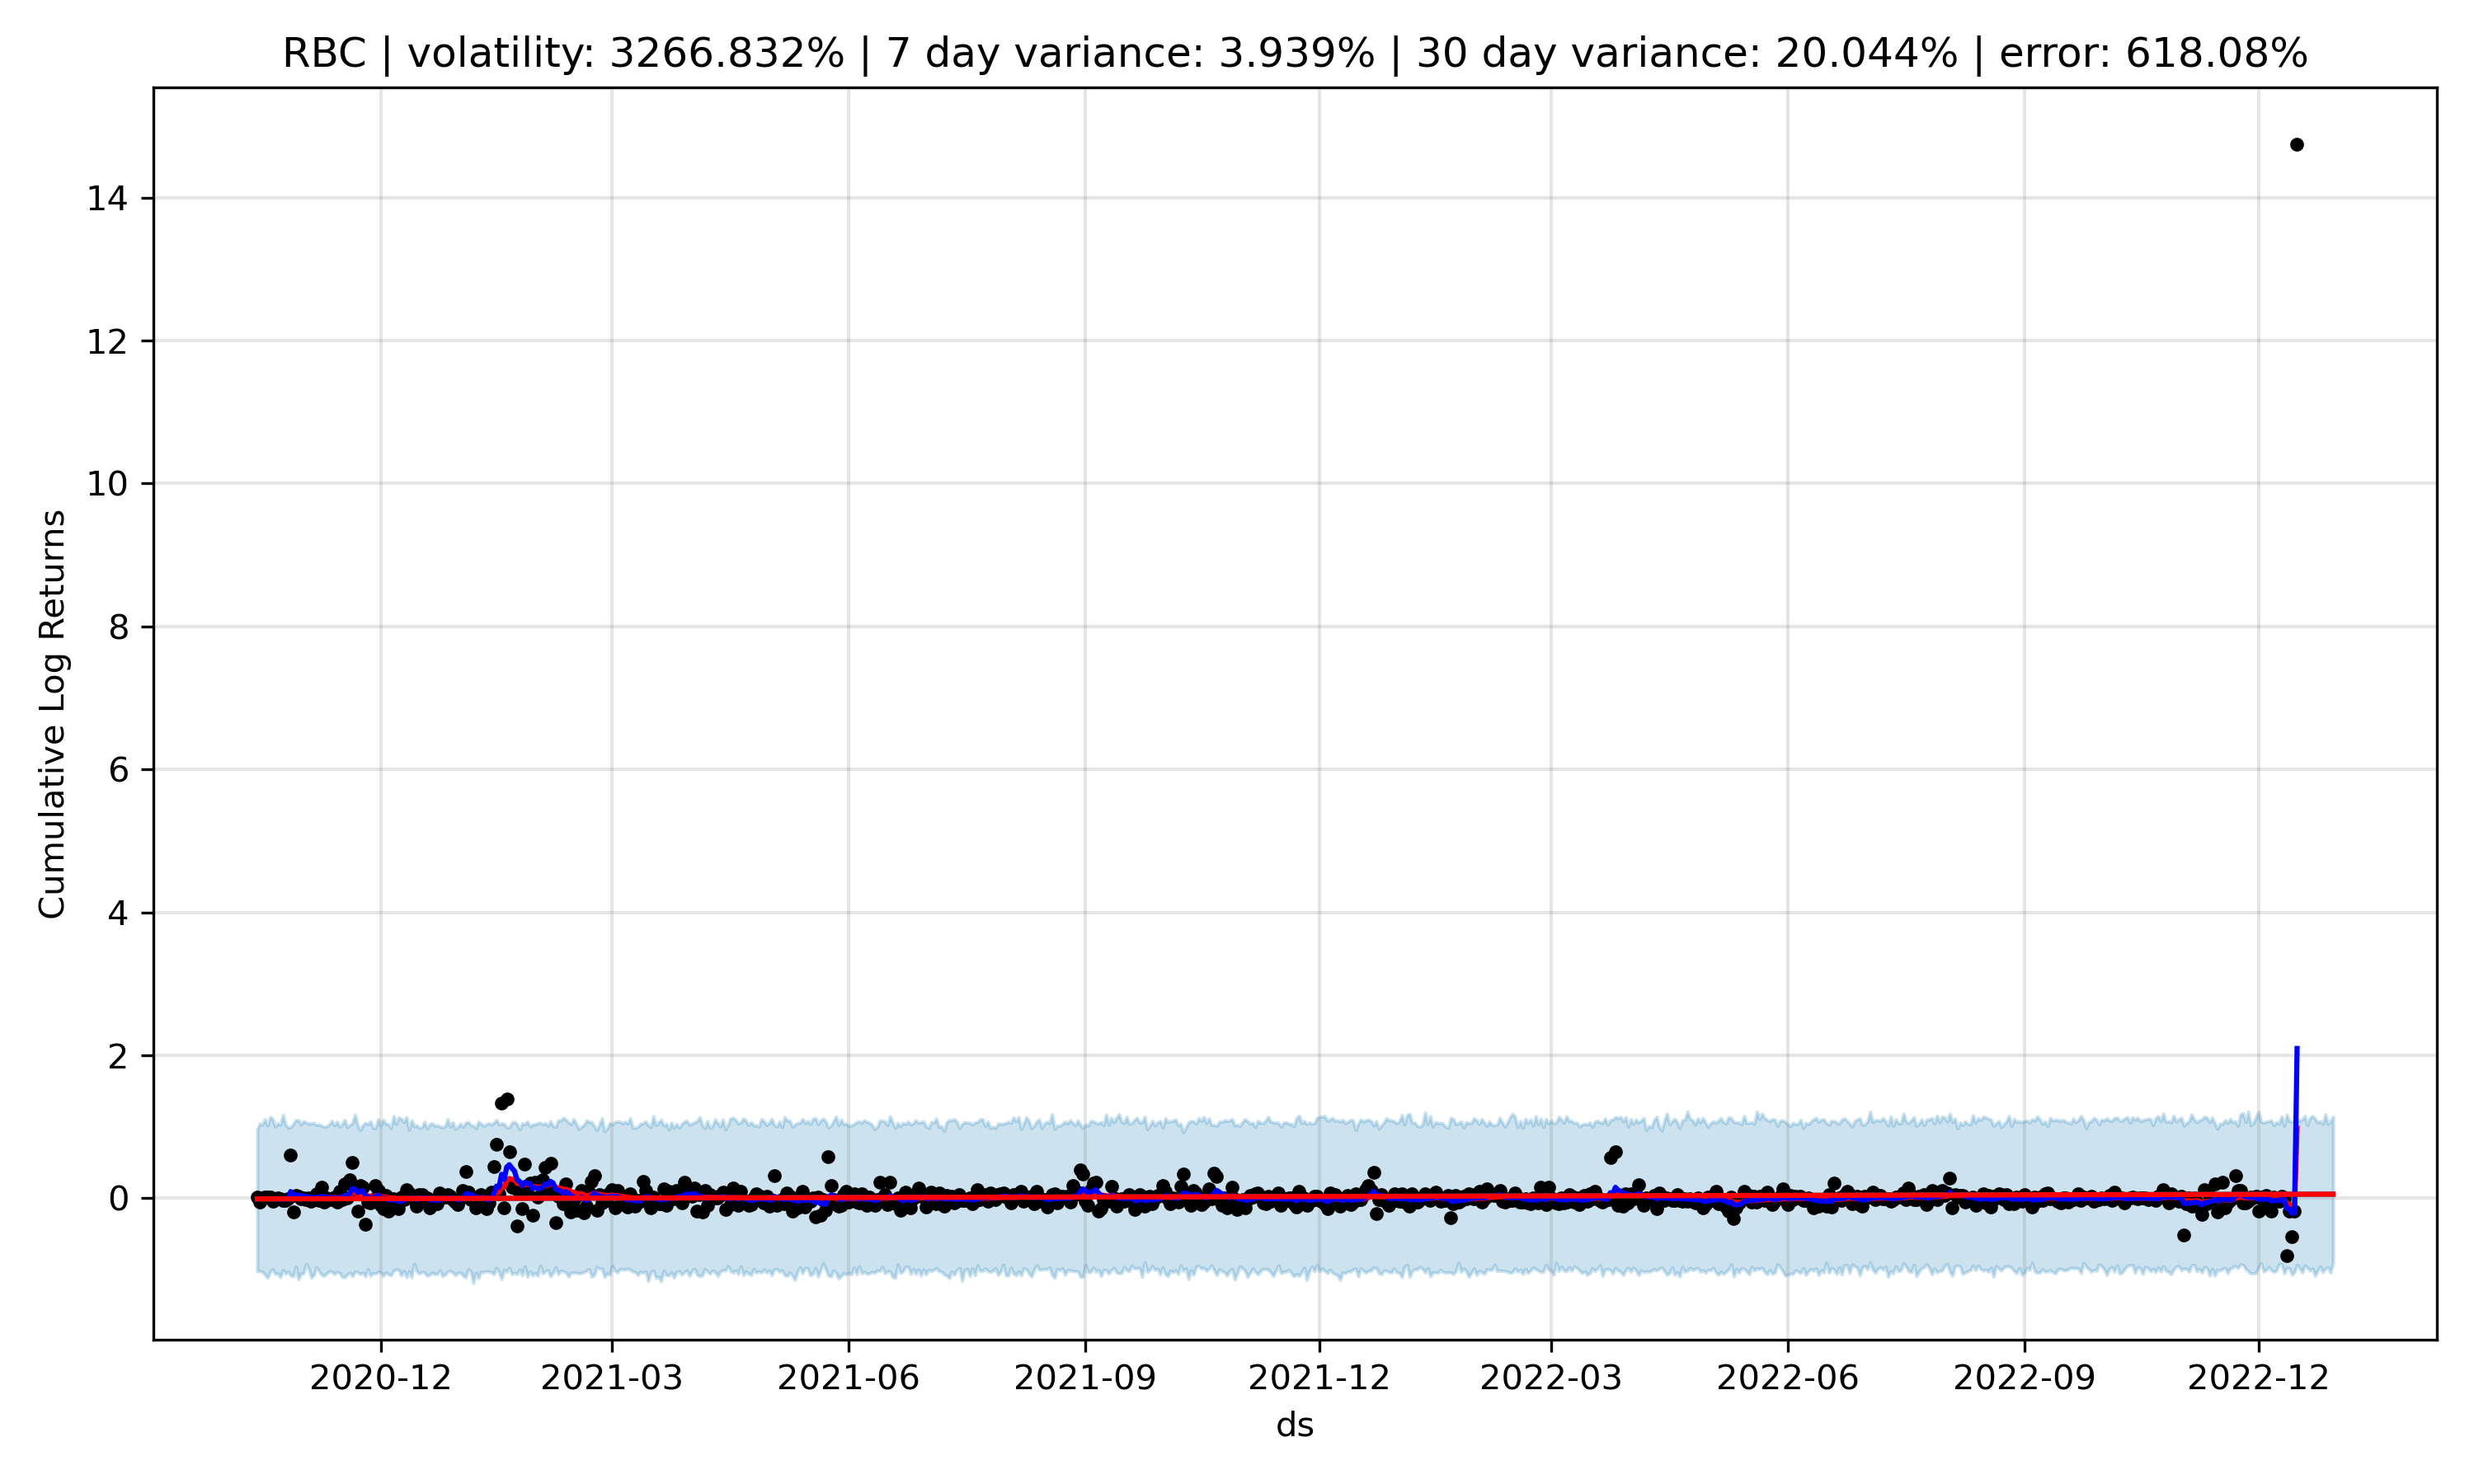 RBC | volatility: 3266.832% | 7 day variance: 3.939% | 30 day variance: 20.044% | error: 618.08%
Cumulative Log Returns
14
12
10
8
6
4
2
0
2020-12 2021-03 2021-06 2021-09 2021-12 2022-03 2022-06 2022-09 2022-12
ds